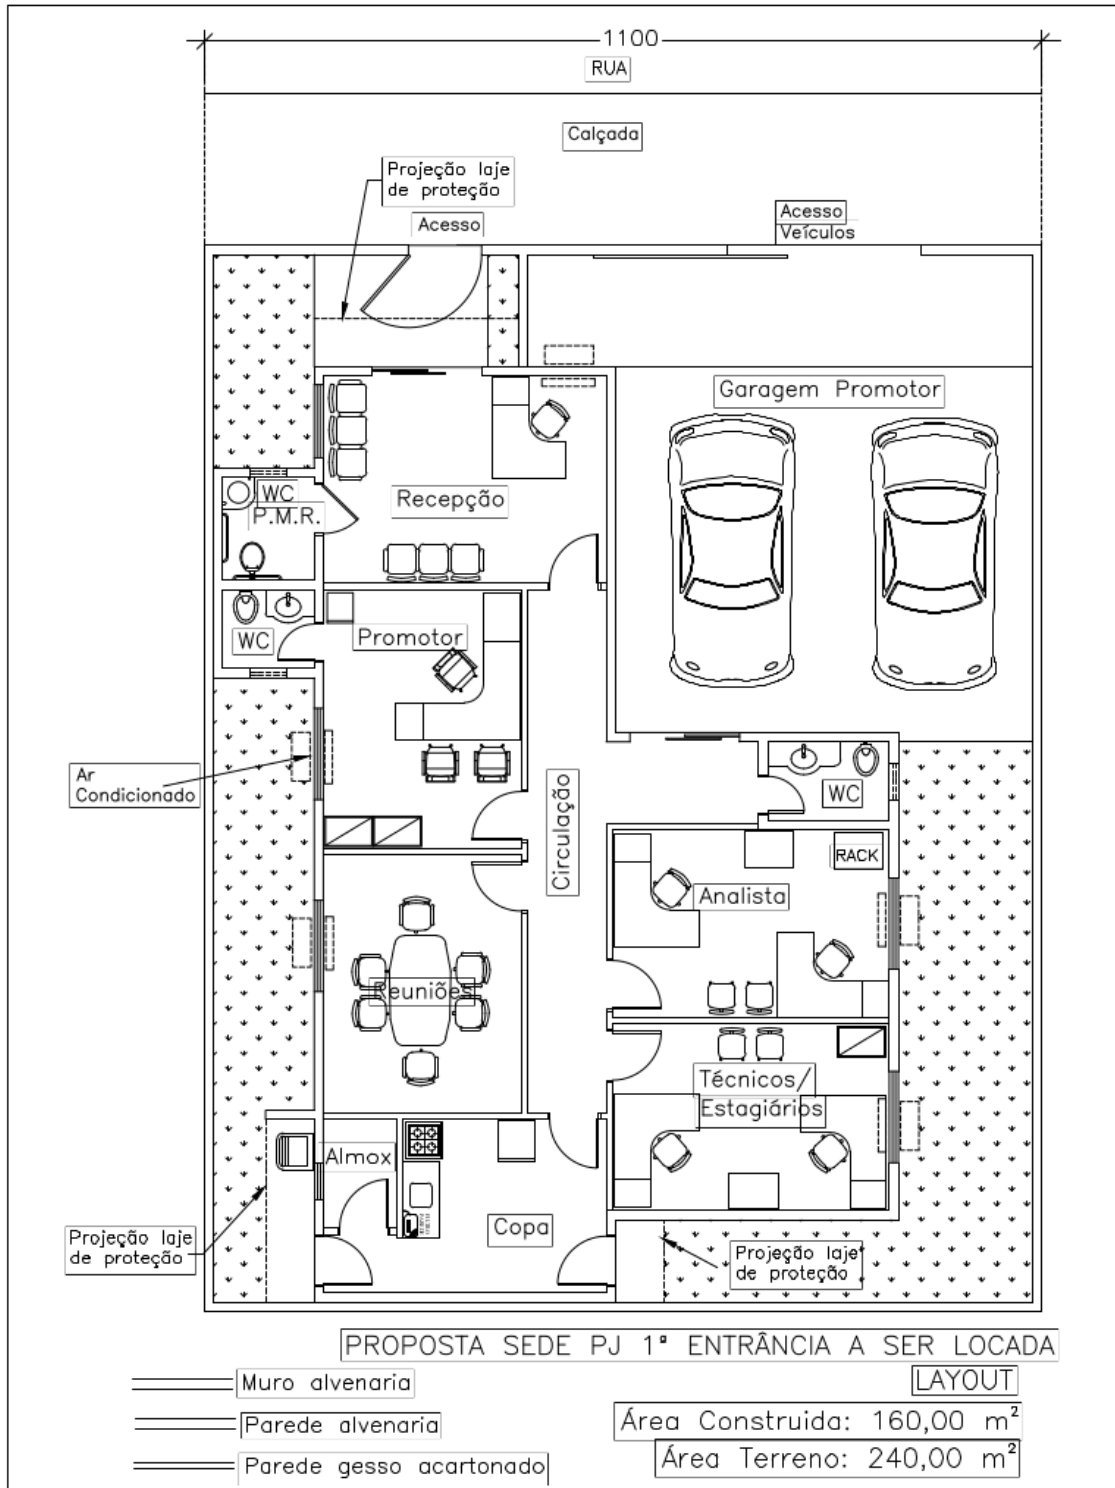 1100
RUA
Calçada
Projeção laje
de proteção
Acesso
Acesso
Veículos
Garagem Promotor
WC
P.M.R.
Recepção
WC
Promotor
Ar
Condicionado
Circulação
WC
RACK
Analista
Reuniões
Técnicos/
Estagiários
Almox
Copa
Projeção laje
de proteção
Projeção laje
de proteção
PROPOSTA SEDE PJ 1ª ENTRÂNCIA A SER LOCADA
LAYOUT
Muro alvenaria
Parede alvenaria
Parede gesso acartonado
Área Construida: 160,00 m²
Área Terreno: 240,00 m²